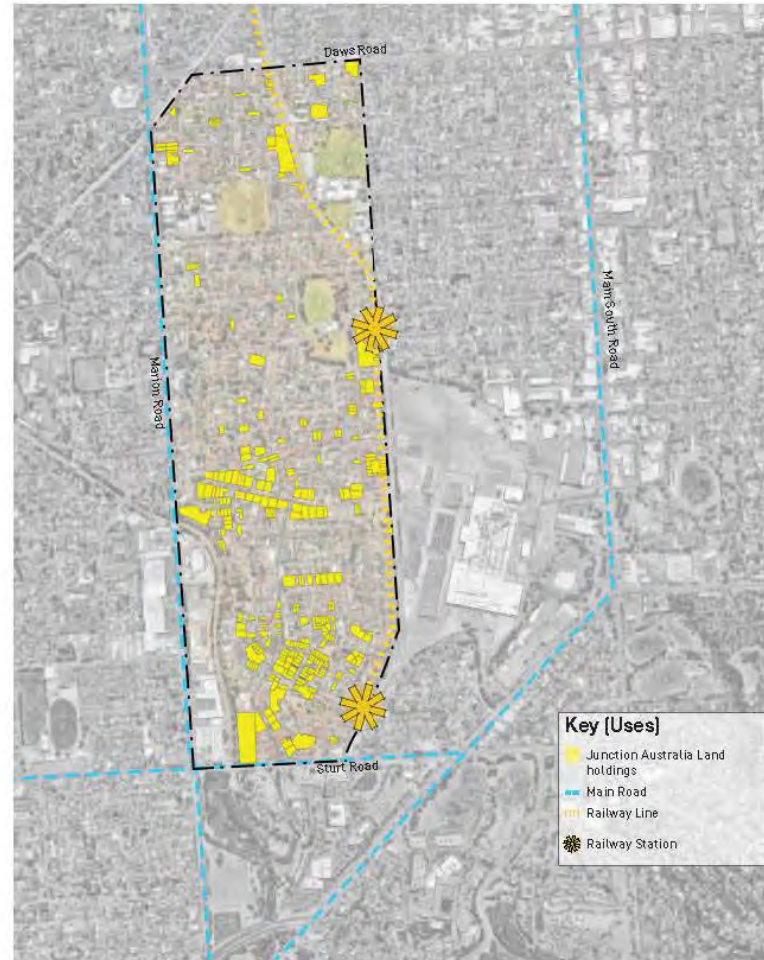 Daws Road
Main South Road
Marion Road
Sturt Road
Key (Uses)
Junction Australia Land
holdings
Main Road
Railway Line
Railway Station